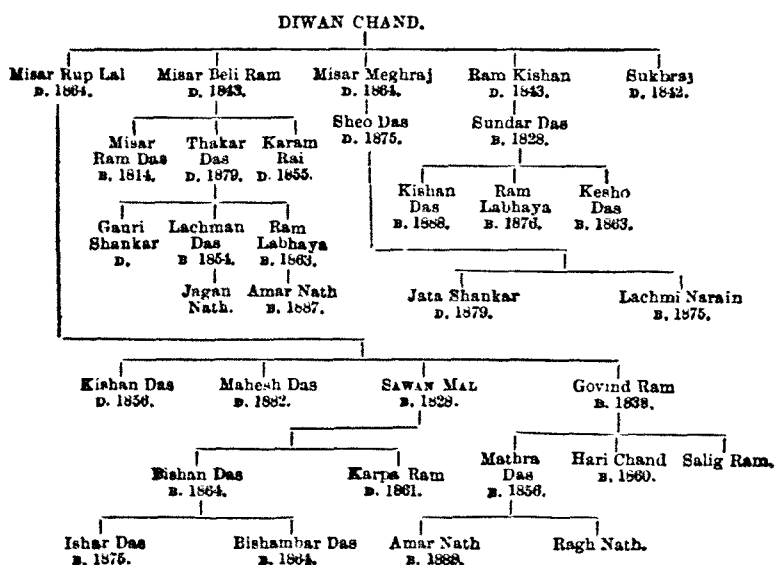 DIWAN CHAND.
Misar Rup Lal Misar Beli Ram Misar Meghraj Ram Kishan Sukhraj
D. 1864. D. 1843. D. 1864. D. 1843. D. 1842.
Sheo Das Sundar Das
D. 1875. B. 1828.
Misar Thakar Karam
Ram Das Das Rai
B. 1814. D. 1879. D. 1855.
Kishan Ram Kesho
Das Labhaya Das
B. 1888. B. 1876. B. 1863.
Gauri Lachman Ram
Shankar Das Labhaya
D. B 1854. B. 1863.
Jagan Amar Nath
Nath. B. 1887.
Jata Shankar Lachmi Narain
D. 1879. B. 1875.
Kishan Das Mahesh Das SAWAN MAL Govind Ram
D. 1856. D. 1882. B. 1828. B. 1838.
Bishan Das Karpa Ram Mathra Hari Chand Salig Ram.
B. 1864. D. 1861. Das B. 1860.
B. 1856.
Ishar Das Bishambar Das Amar Nath Ragh Nath.
B. 1875. B. 1864. B. 1888.